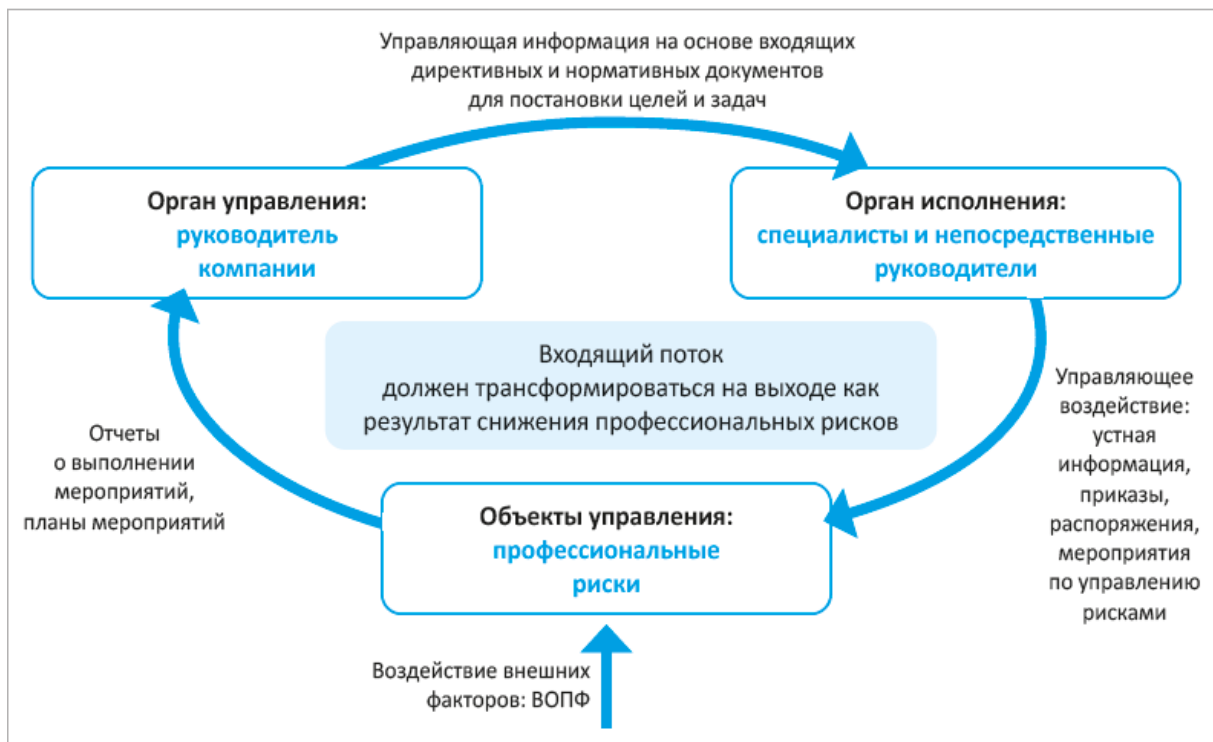 Управляющая информация на основе входящих
директивных и нормативных документов
для постановки целей и задач
Орган управления:
руководитель
компании
Орган исполнения:
специалисты и непосредственные
руководители
Входящий поток
должен трансформироваться на выходе как
результат снижения профессиональных рисков
Управляющее
воздействие:
устная
информация,
приказы,
распоряжения,
мероприятия
по управлению
рисками
Отчеты
о выполнении
мероприятий,
планы мероприятий
Объекты управления:
профессиональные
риски
Воздействие внешних
факторов: ВОПФ